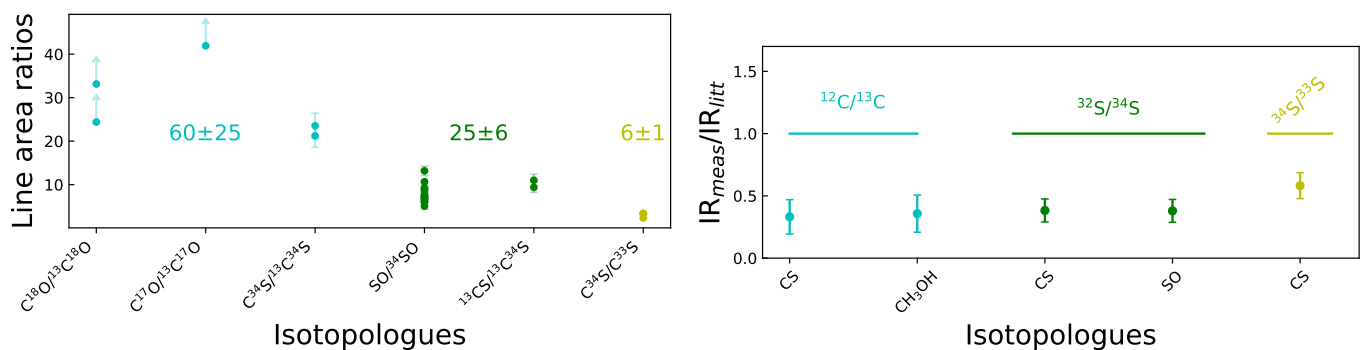 Line area ratios
40
30
20
10
60±25
25±6
6±1
C¹⁸O/¹³C¹⁸O
C¹⁷O/¹³C¹⁷O
C³⁴S/¹³C³⁴S
SO/³⁴SO
¹³CS/¹³C³⁴S
C³⁴S/C³³S
Isotopologues
IRmeas/IRlitt
1.5
1.0
0.5
0.0
¹²C/¹³C
³²S/³⁴S
³⁴S/³³S
CS
CH₃OH
CS
SO
CS
Isotopologues